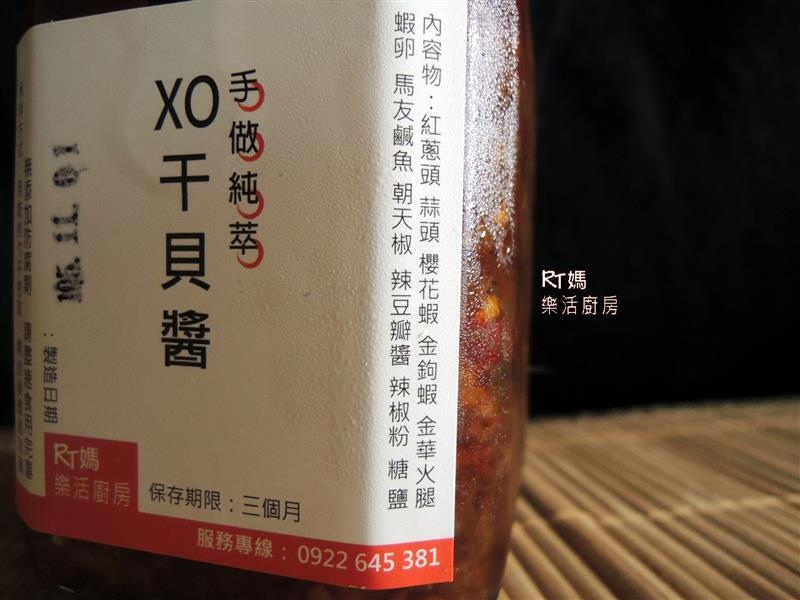 內容物：紅蔥頭 蒜頭 櫻花蝦 金鉤蝦 金華火腿
蝦卵 馬友鹹魚 朝天椒 辣豆瓣醬 辣椒粉 糖 鹽
手做純萃
XO干貝醬
105.11.01
：製造日期
RT媽
樂活廚房
保存期限：三個月
服務專線：0922 645 381
RT媽
樂活廚房